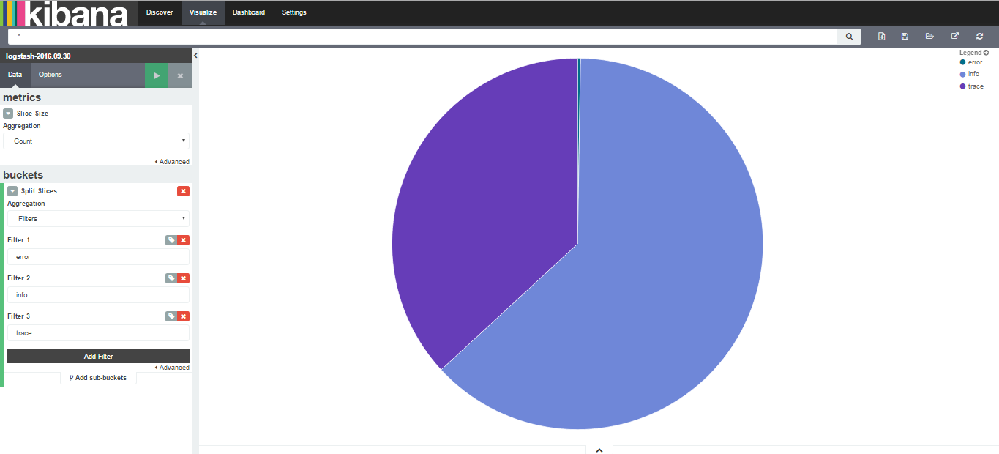 kibana
Discover
Visualize
Dashboard
Settings
*
logstash-2016.09.30
Data
Options
metrics
Slice Size
Aggregation
Count
Advanced
buckets
Split Slices
Aggregation
Filters
Filter 1
error
Filter 2
info
Filter 3
trace
Add Filter
Advanced
Add sub-buckets
Legend
error
info
trace